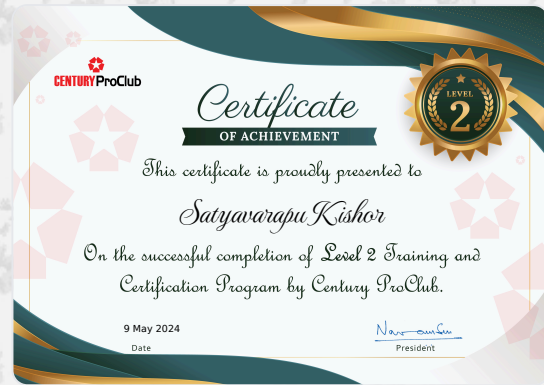 CENTURY ProClub
Certificate
OF ACHIEVEMENT
LEVEL
2
This certificate is proudly presented to
Satyavarapu Kishor
On the successful completion of Level 2 Training and
Certification Program by Century ProClub.
9 May 2024
Date
President